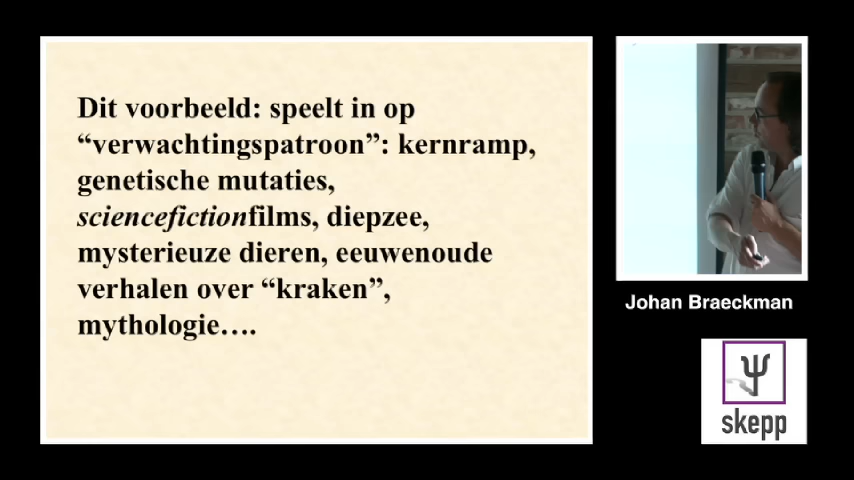 Dit voorbeeld: speelt in op
“verwachtingspatroon”: kernramp,
genetische mutaties,
sciencefictionfilms, diepzee,
mysterieuze dieren, eeuwenoude
verhalen over “kraken”,
mythologie….
Johan Braeckman
skepp